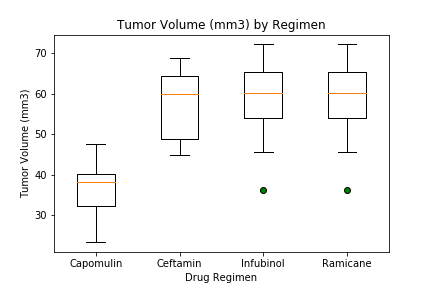 Tumor Volume (mm3) by Regimen
70
60
50
40
30
Tumor Volume (mm3)
Capomulin Ceftamin Infubinol Ramicane
Drug Regimen